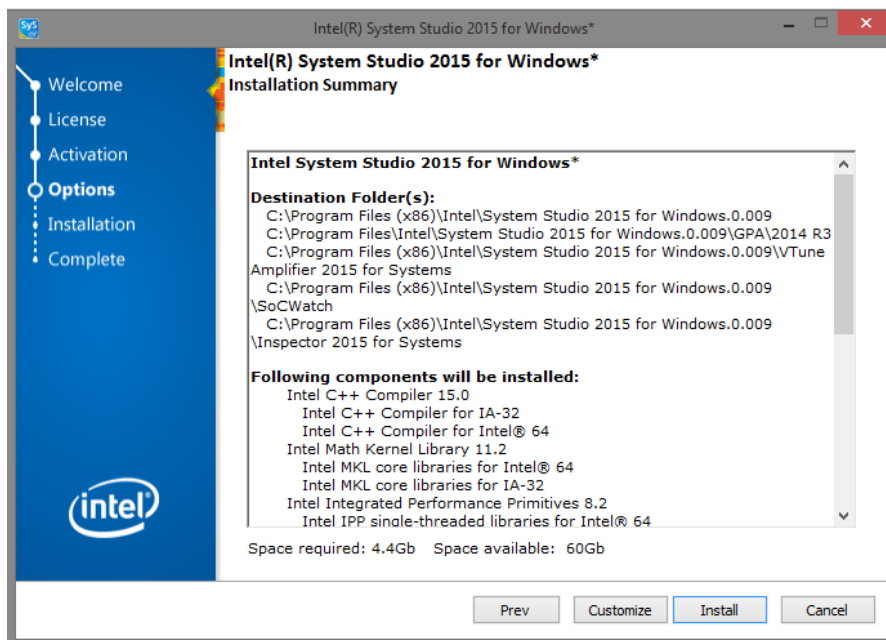 SyS
Intel(R) System Studio 2015 for Windows*
Welcome
License
Activation
Options
Installation
Complete
intel®
Intel(R) System Studio 2015 for Windows*
Installation Summary
Intel System Studio 2015 for Windows*
Destination Folder(s):
C:\Program Files (x86)\Intel\System Studio 2015 for Windows.0.009
C:\Program Files\Intel\System Studio 2015 for Windows.0.009\GPA\2014 R3
C:\Program Files (x86)\Intel\System Studio 2015 for Windows.0.009\VTune
Amplifier 2015 for Systems
C:\Program Files (x86)\Intel\System Studio 2015 for Windows.0.009
\SoCWatch
C:\Program Files (x86)\Intel\System Studio 2015 for Windows.0.009
\Inspector 2015 for Systems
Following components will be installed:
Intel C++ Compiler 15.0
Intel C++ Compiler for IA-32
Intel C++ Compiler for Intel® 64
Intel Math Kernel Library 11.2
Intel MKL core libraries for Intel® 64
Intel MKL core libraries for IA-32
Intel Integrated Performance Primitives 8.2
Intel IPP single-threaded libraries for Intel® 64
Space required: 4.4Gb Space available: 60Gb
Prev Customize Install Cancel